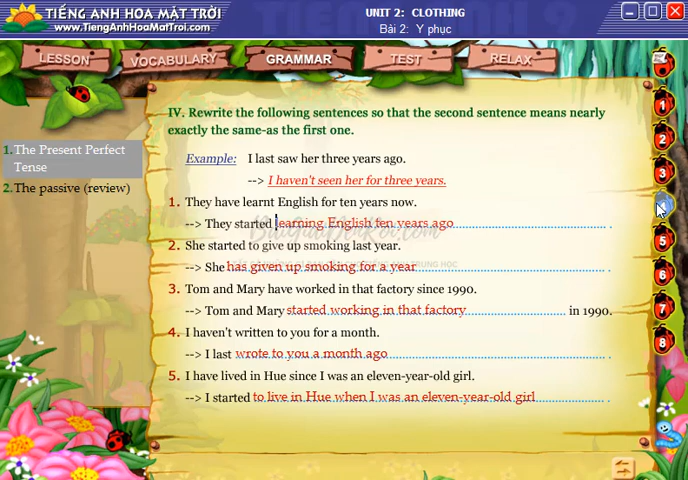 TIẾNG ANH HOA MẶT TRỜI
www.TiengAnhHoaMatTroi.com
UNIT 2: CLOTHING
Bài 2: Y phục
LESSON
VOCABULARY
GRAMMAR
TEST
RELAX
1. The Present Perfect
Tense
2. The passive (review)
IV. Rewrite the following sentences so that the second sentence means nearly
exactly the same-as the first one.
Example: I last saw her three years ago.
--> I haven't seen her for three years.
1. They have learnt English for ten years now.
--> They started learning English ten years ago .
2. She started to give up smoking last year.
--> She has given up smoking for a year .
3. Tom and Mary have worked in that factory since 1990.
--> Tom and Mary started working in that factory in 1990.
4. I haven't written to you for a month.
--> I last wrote to you a month ago .
5. I have lived in Hue since I was an eleven-year-old girl.
--> I started to live in Hue when I was an eleven-year-old girl .
1
2
3
5
6
7
8